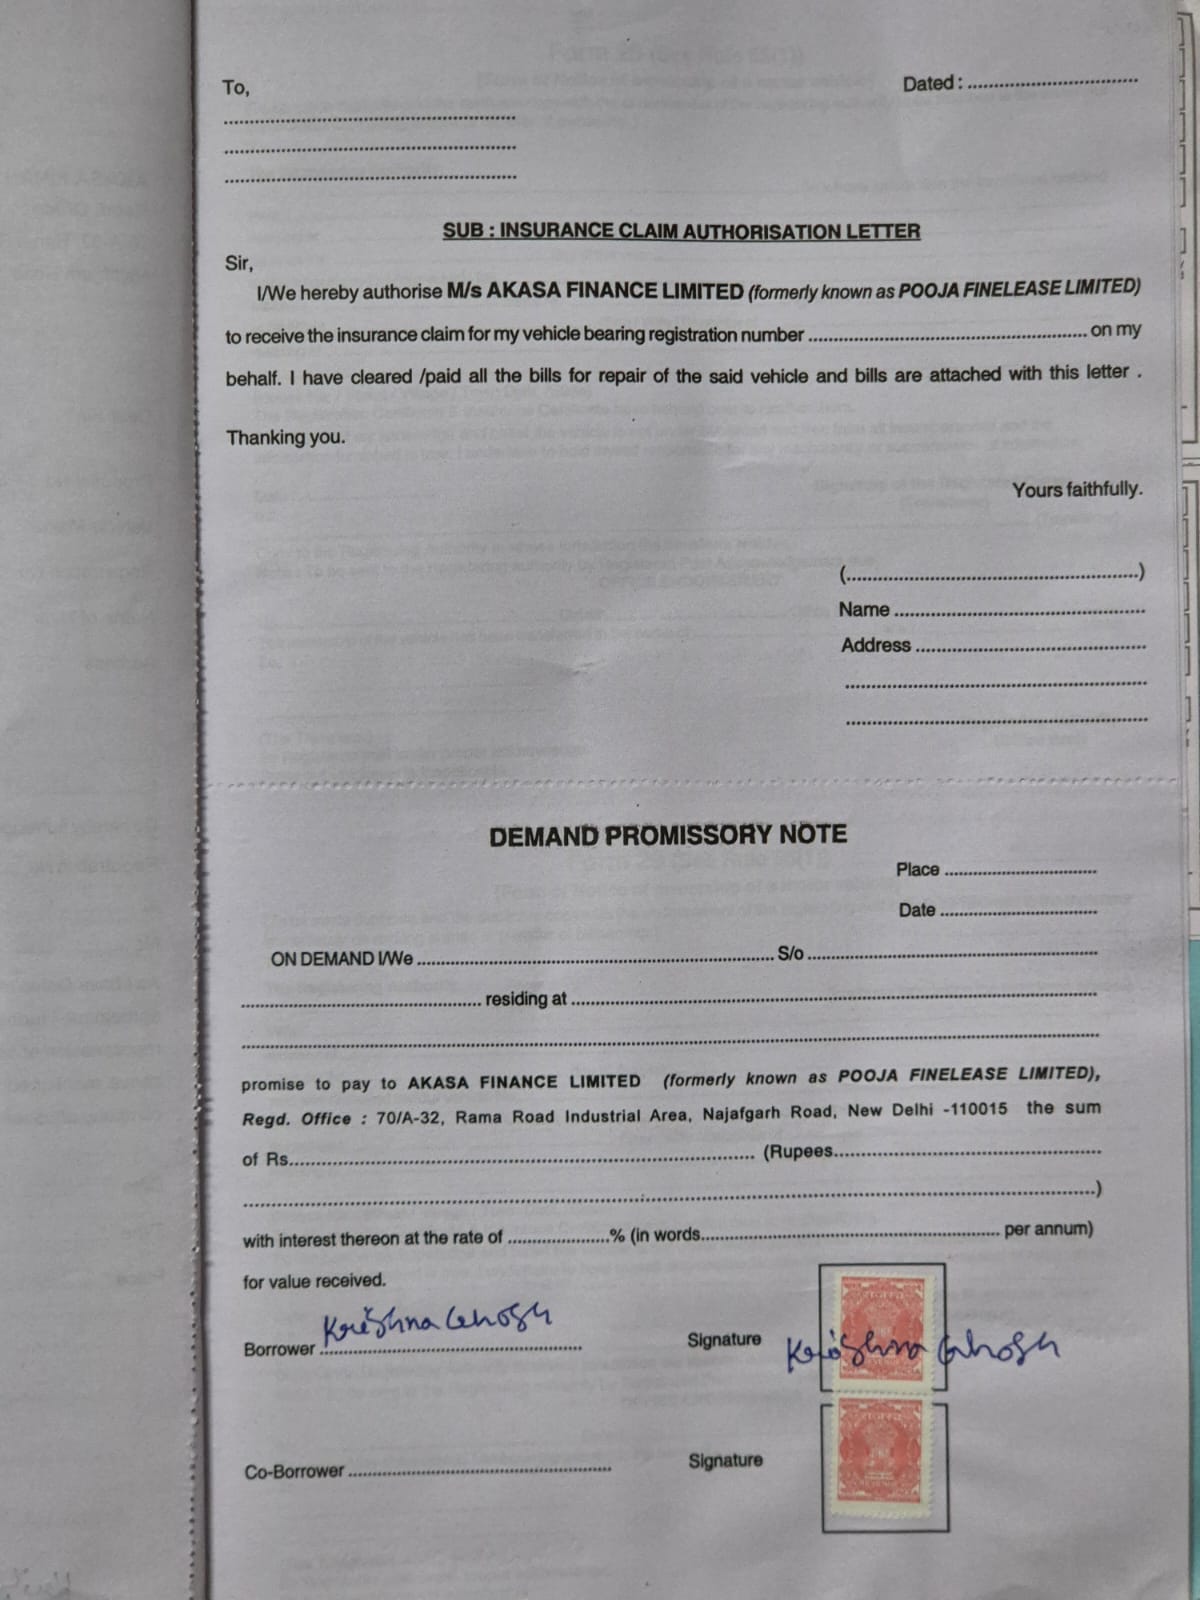 To,
Dated : ........................................
........................................
........................................
........................................
SUB : INSURANCE CLAIM AUTHORISATION LETTER
Sir,
I/We hereby authorise M/s AKASA FINANCE LIMITED (formerly known as POOJA FINELEASE LIMITED)
to receive the insurance claim for my vehicle bearing registration number ........................................ on my
behalf. I have cleared /paid all the bills for repair of the said vehicle and bills are attached with this letter .
Thanking you.
Yours faithfully.
(........................................)
Name ........................................
Address ........................................
........................................
........................................
DEMAND PROMISSORY NOTE
Place ........................................
Date ........................................
ON DEMAND I/We ........................................ S/o ........................................
........................................ residing at ........................................
........................................
promise to pay to AKASA FINANCE LIMITED (formerly known as POOJA FINELEASE LIMITED),
Regd. Office : 70/A-32, Rama Road Industrial Area, Najafgarh Road, New Delhi -110015 the sum
of Rs........................................ (Rupees........................................
........................................)
with interest thereon at the rate of ....................% (in words........................................ per annum)
for value received.
Borrower Krishna Ghosh Signature Krishna Ghosh
Co-Borrower ........................................ Signature